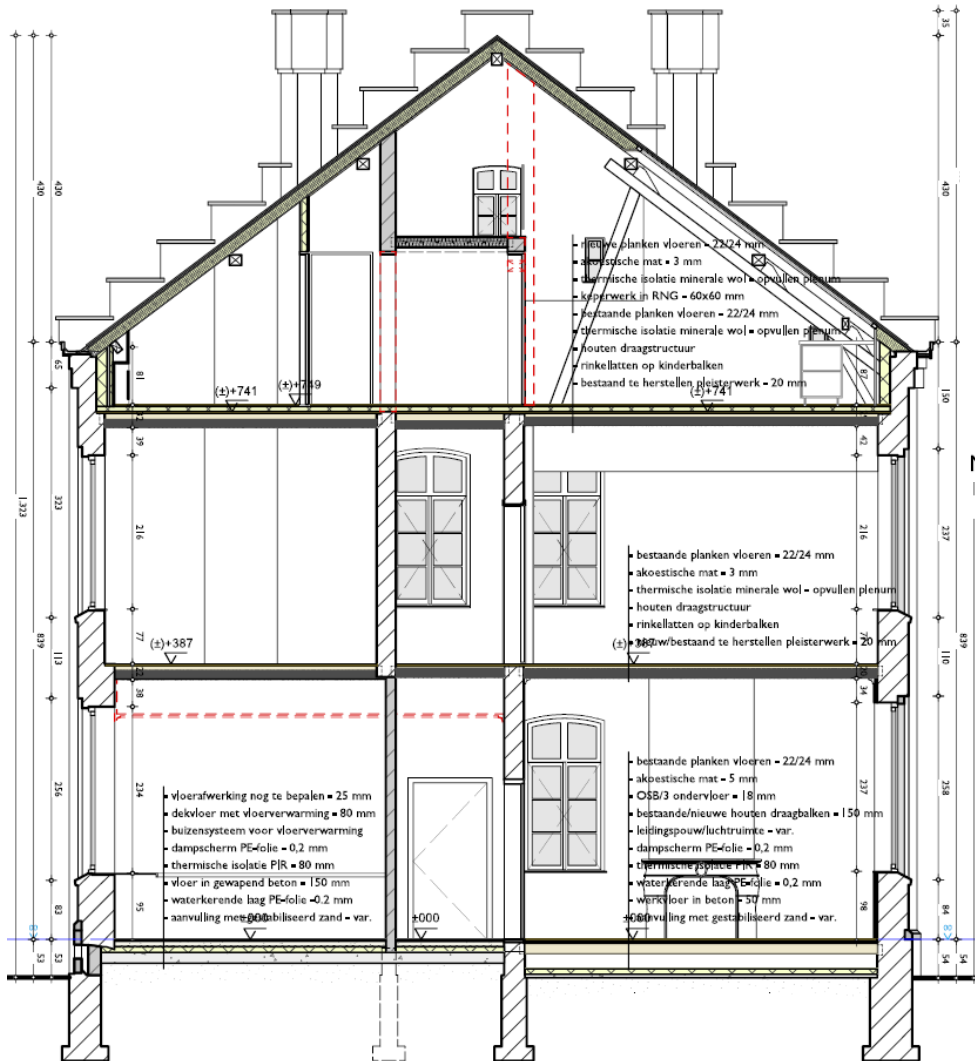 35
430
430
430
430
nieuwe planken vloeren - 22/24 mm
akoestische mat - 3 mm
thermische isolatie minerale wol - opvullen plenum
keperwerk in RNG - 60x60 mm
bestaande planken vloeren - 22/24 mm
thermische isolatie minerale wol - opvullen plenum
houten draagstructuur
rinkellatten op kinderbalken
bestaand te herstellen pleisterwerk - 20 mm
65
81
87
150
(±)+741
(±)+749
(±)+741
39
42
1.323
323
216
216
237
bestaande planken vloeren - 22/24 mm
akoestische mat - 3 mm
thermische isolatie minerale wol - opvullen plenum
houten draagstructuur
rinkellatten op kinderbalken
nieuw/bestaand te herstellen pleisterwerk - 20 mm
839
113
77
110
839
(±)+387
(±)+387
38
34
bestaande planken vloeren - 22/24 mm
akoestische mat - 5 mm
OSB/3 ondervloer - 18 mm
bestaande/nieuwe houten draagbalken - 150 mm
leidingspouw/luchtruimte - var.
dampscherm PE-folie - 0,2 mm
thermische isolatie PIR - 80 mm
waterkerende laag PE-folie - 0,2 mm
werkvloer in beton - 50 mm
aanvulling met gestabiliseerd zand - var.
256
234
237
258
vloerafwerking nog te bepalen - 25 mm
dekvloer met vloerverwarming - 80 mm
buizensysteem voor vloerverwarming
dampscherm PE-folie - 0,2 mm
thermische isolatie PIR - 80 mm
vloer in gewapend beton - 150 mm
waterkerende laag PE-folie -0.2 mm
aanvulling met gestabiliseerd zand - var.
83
95
98
84
±000
±000
±000
53
53
54
54